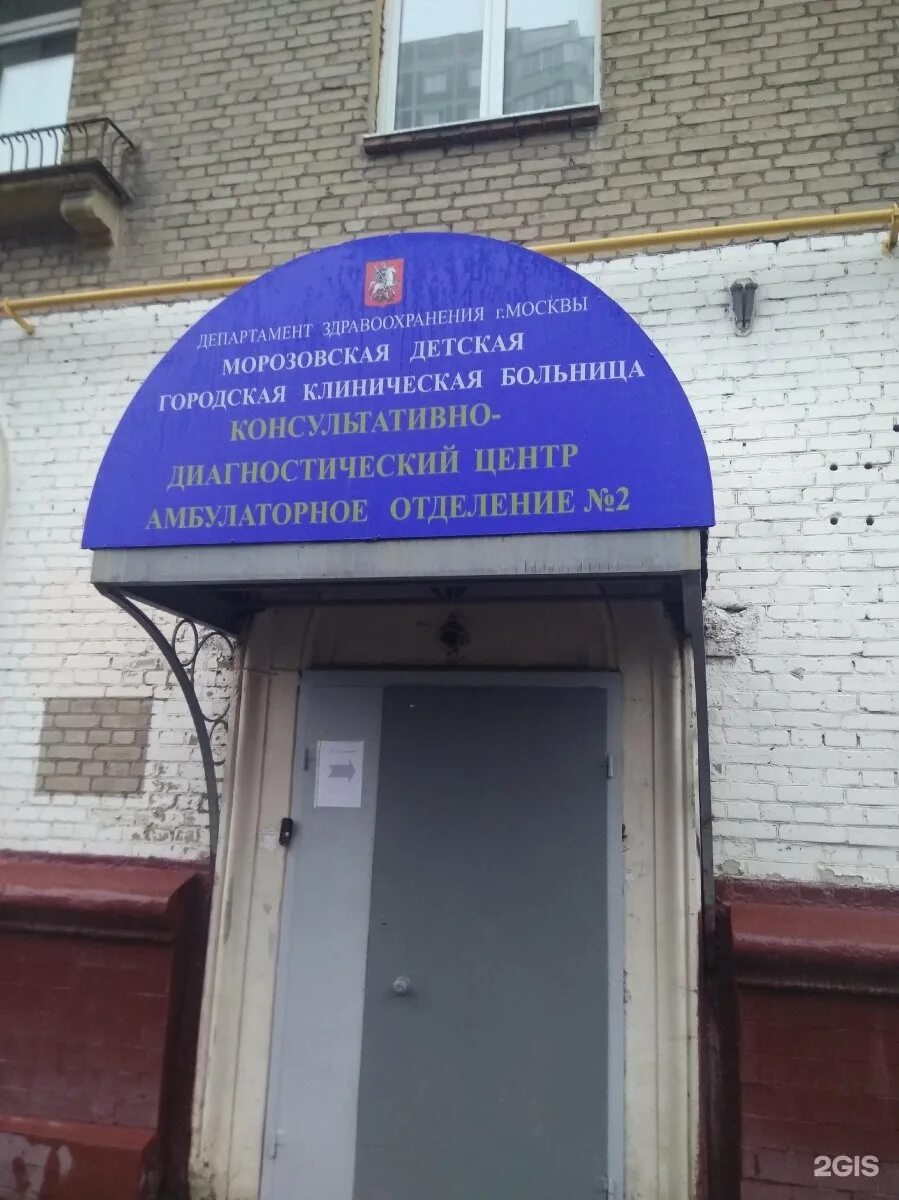 ДЕПАРТАМЕНТ ЗДРАВООХРАНЕНИЯ г.МОСКВЫ
МОРОЗОВСКАЯ ДЕТСКАЯ
ГОРОДСКАЯ КЛИНИЧЕСКАЯ БОЛЬНИЦА
КОНСУЛЬТАТИВНО-
ДИАГНОСТИЧЕСКИЙ ЦЕНТР
АМБУЛАТОРНОЕ ОТДЕЛЕНИЕ №2
2GIS